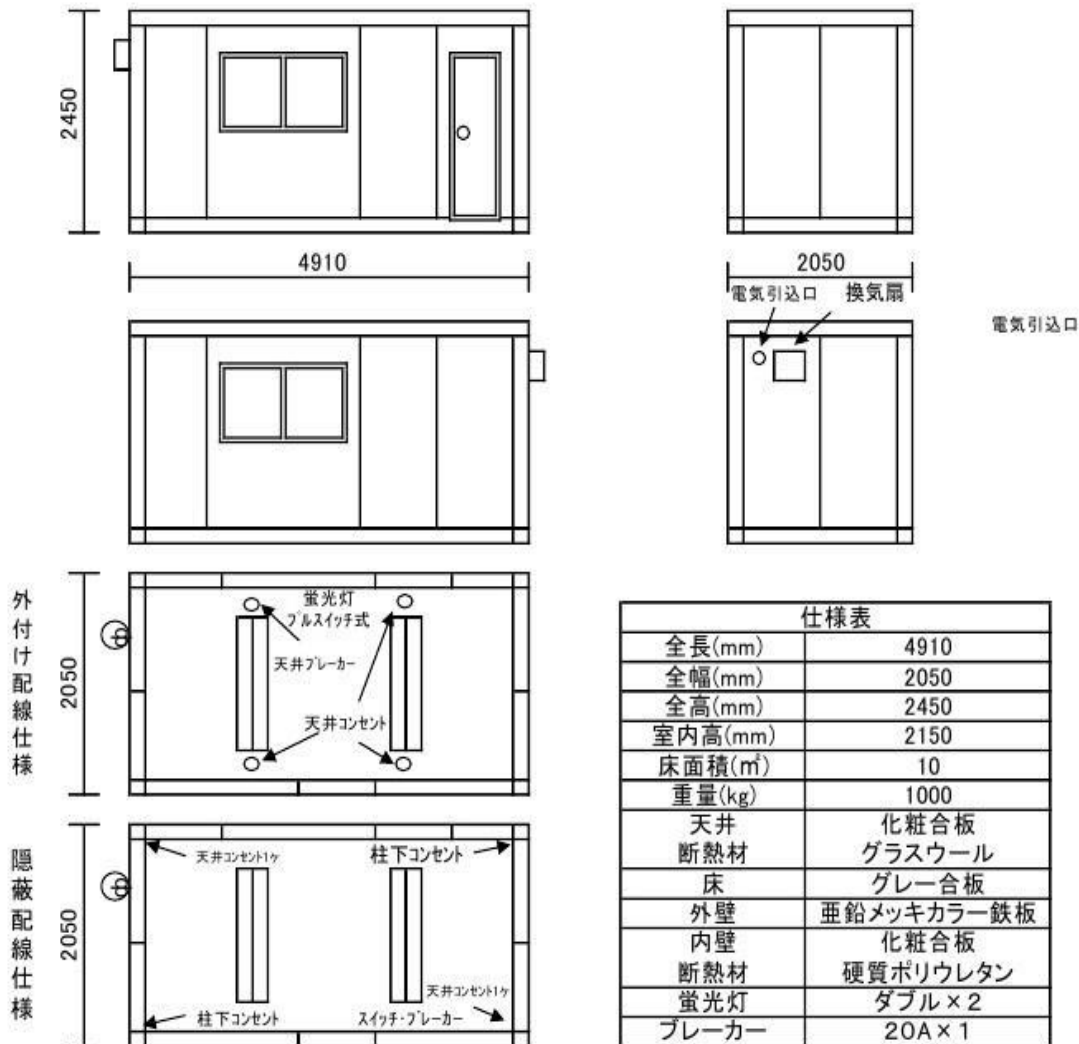 2450
4910
2050
電気引込口 換気扇
電気引込口
外付け配線仕様
2050
蛍光灯
プルスイッチ式
天井ブレーカー
天井コンセント
隠蔽配線仕様
2050
天井コンセント1ヶ
柱下コンセント
天井コンセント1ヶ
柱下コンセント
スイッチ・ブレーカー
仕様表
全長(mm) 4910
全幅(mm) 2050
全高(mm) 2450
室内高(mm) 2150
床面積(㎡) 10
重量(kg) 1000
天井 化粧合板
断熱材 グラスウール
床 グレー合板
外壁 亜鉛メッキカラー鉄板
内壁 化粧合板
断熱材 硬質ポリウレタン
蛍光灯 ダブル×2
ブレーカー 20A×1